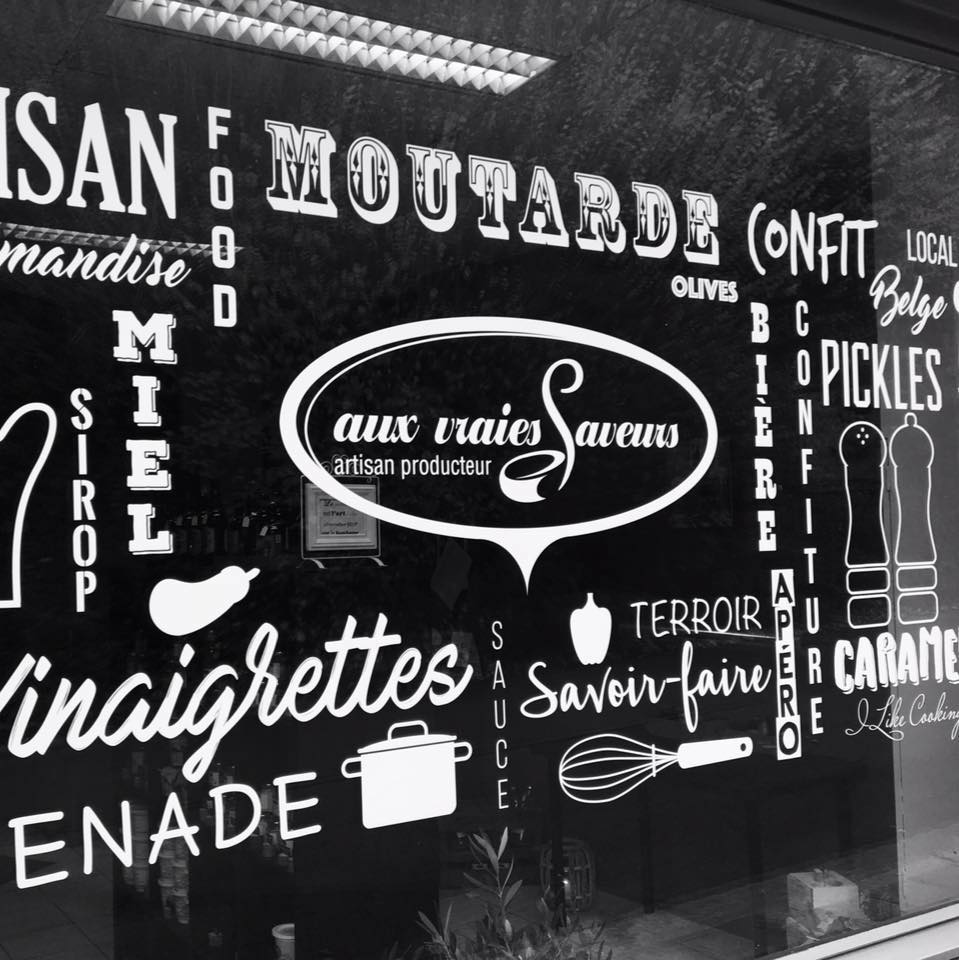 ISAN
FOOD
MOUTARDE
CONFIT
LOCAL
mandise
OLIVES
Belge
MIEL
BIÈRE
CONFITURE
PICKLES
SIROP
aux vraies Saveurs
artisan producteur
APÉRO
TERROIR
SAUCE
Vinaigrettes
Savoir-faire
CARAME
I Like Cooking
ENADE